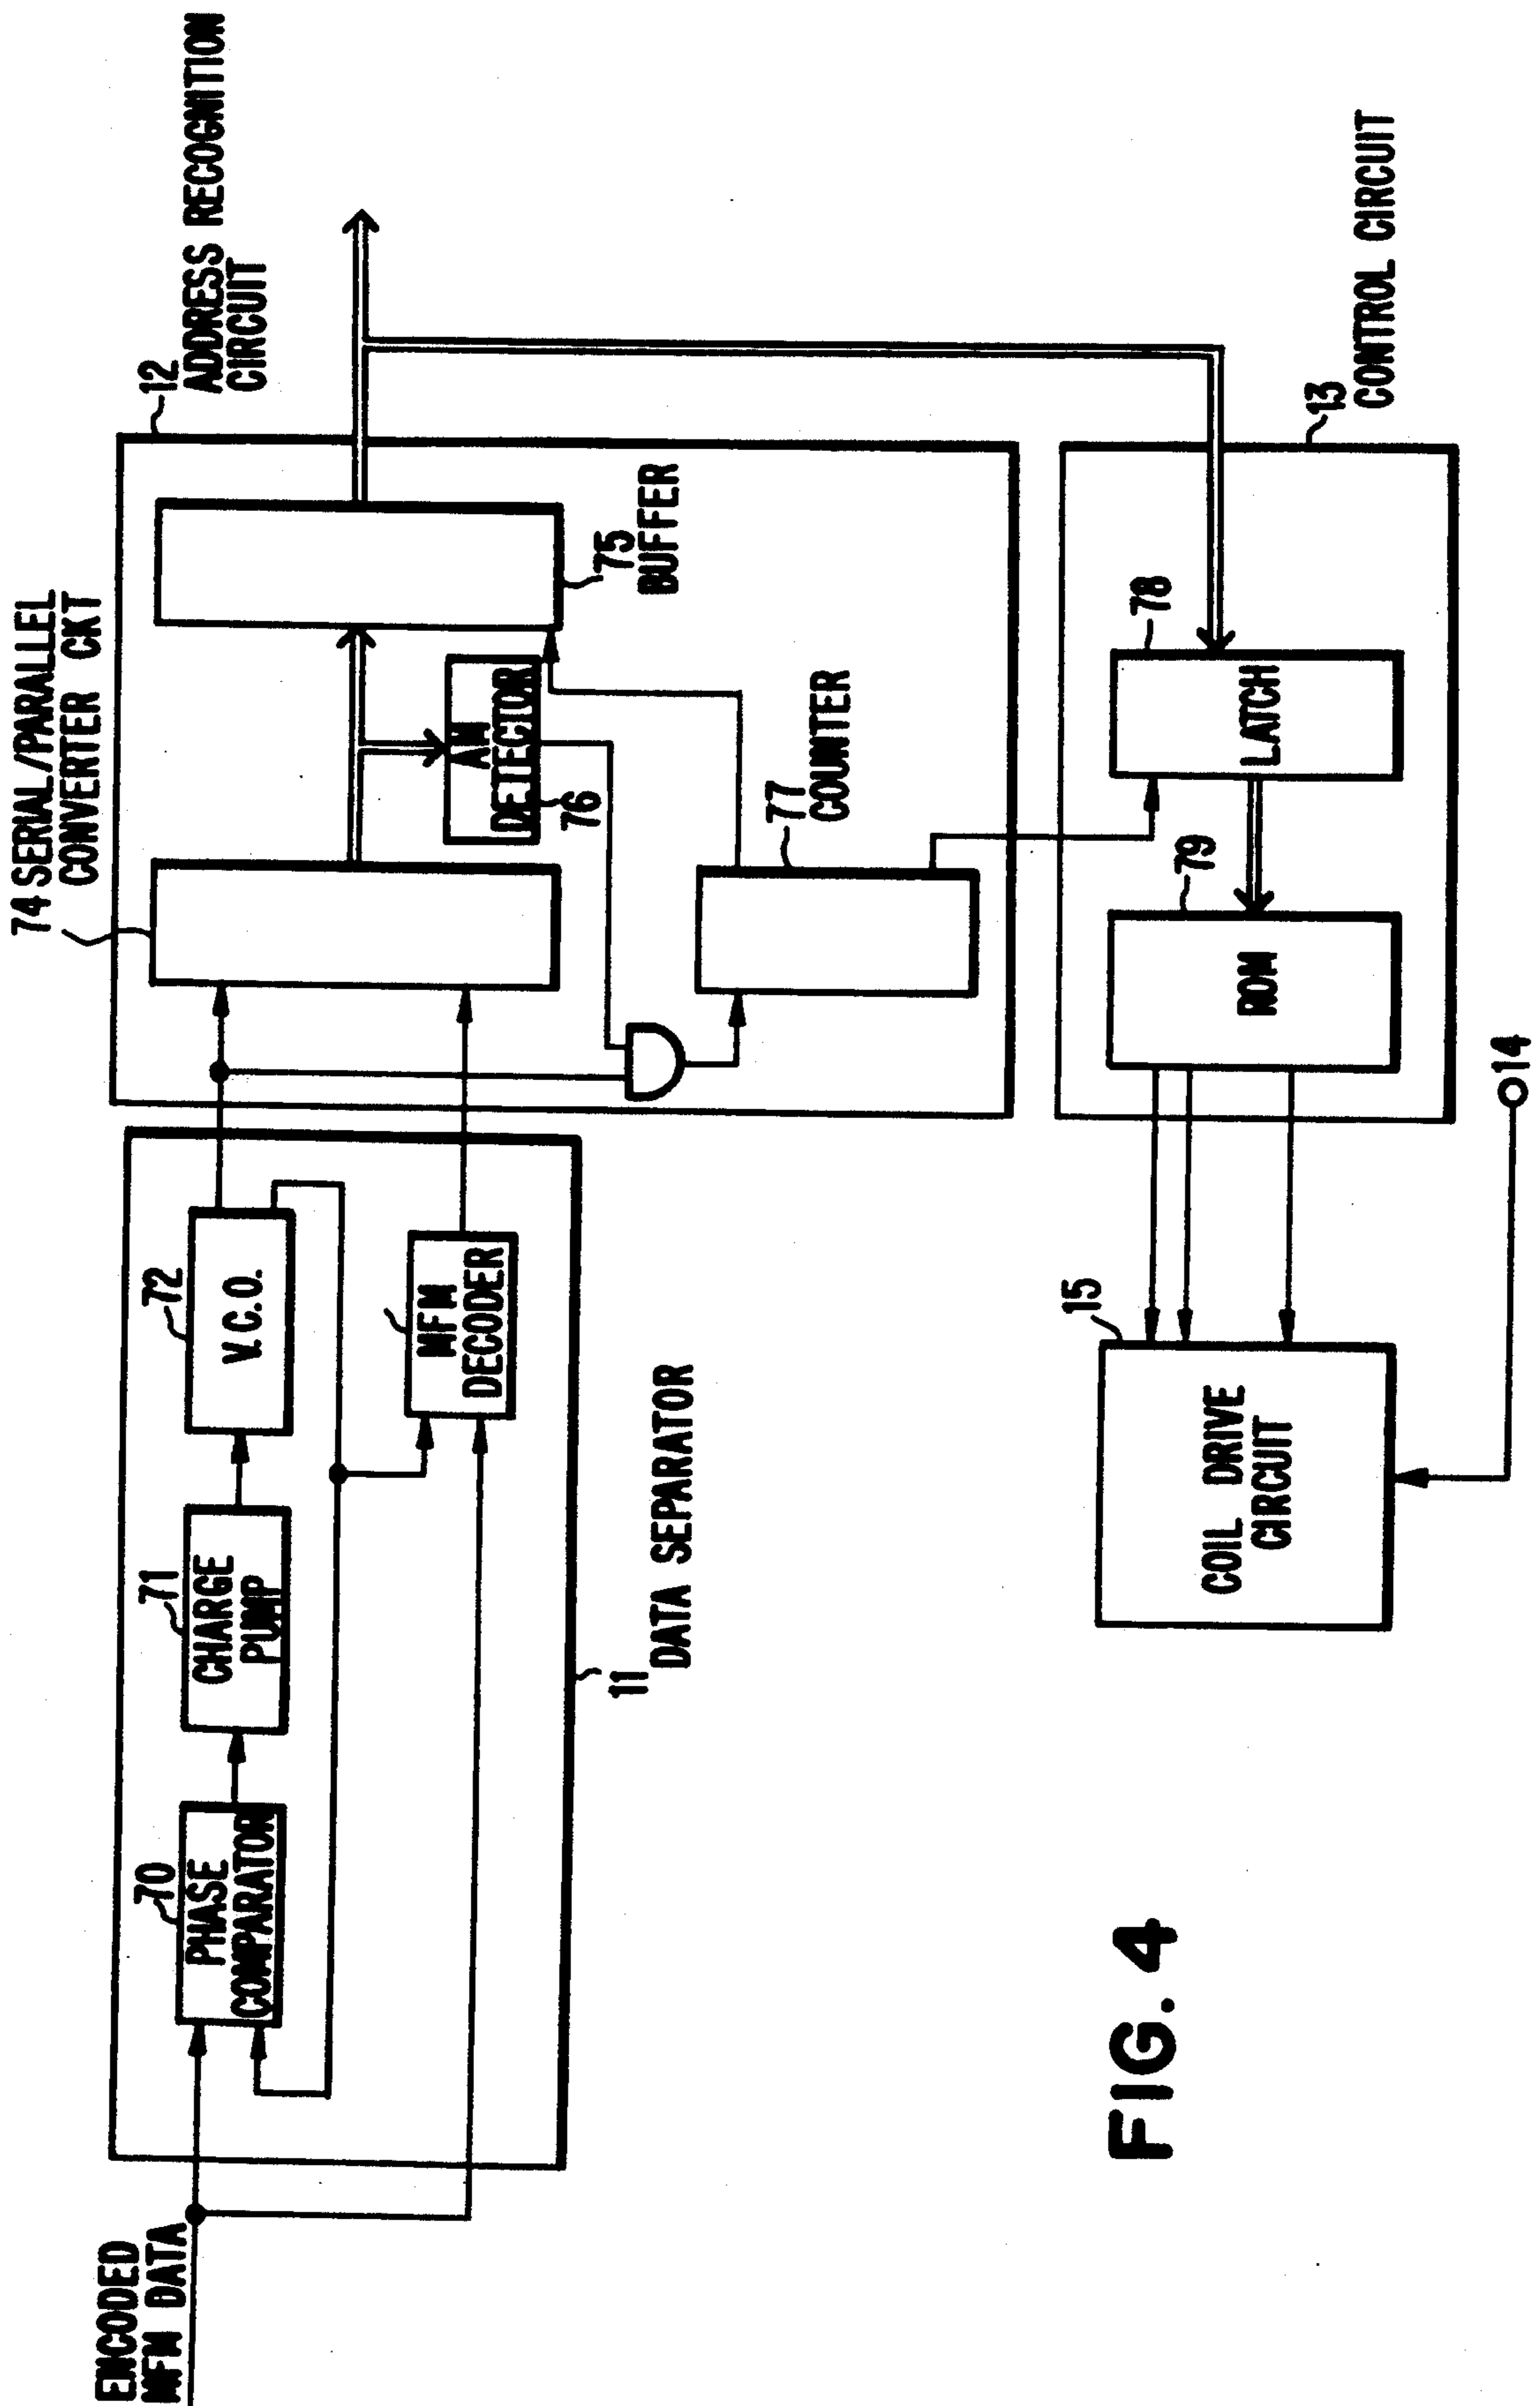 74 SERIAL/PARALLEL
CONVERTER CKT
12
ADDRESS RECOGNITION
CIRCUIT
ENCODED
MFM DATA
70
PHASE
COMPARATOR
71
CHARGE
PUMP
72
V.C.O.
MFM
DECODER
11
DATA SEPARATOR
AM
DETECTOR
76
75
BUFFER
77
COUNTER
15
COIL DRIVE
CIRCUIT
79
ROM
78
LATCH
13
CONTROL CIRCUIT
14
FIG. 4